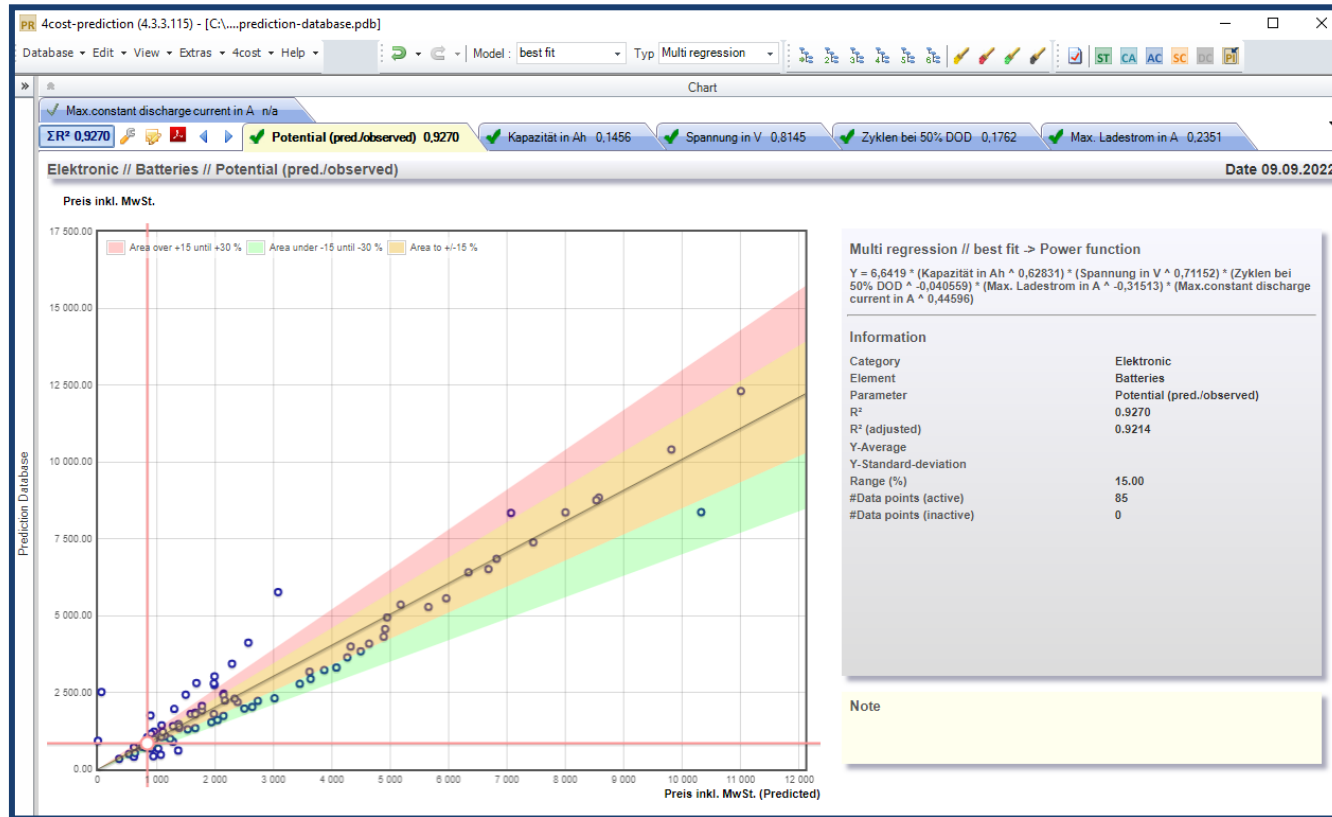 PR 4cost-prediction (4.3.3.115) - [C:\....prediction-database.pdb]
Database Edit View Extras 4cost Help Model : best fit Typ Multi regression ST CA AC SC DC PI
» Chart
Max.constant discharge current in A n/a
ΣR² 0,9270 Potential (pred./observed) 0,9270 Kapazität in Ah 0,1456 Spannung in V 0,8145 Zyklen bei 50% DOD 0,1762 Max. Ladestrom in A 0,2351
Elektronic // Batteries // Potential (pred./observed) Date 09.09.2022
Preis inkl. MwSt.
17 500.00
Area over +15 until +30 % Area under -15 until -30 % Area to +/-15 %
15 000.00
12 500.00
10 000.00
7 500.00
5 000.00
2 500.00
0.00
0 1 000 2 000 3 000 4 000 5 000 6 000 7 000 8 000 9 000 10 000 11 000 12 000
Preis inkl. MwSt. (Predicted)
Prediction Database
Multi regression // best fit -> Power function
Y = 6,6419 * (Kapazität in Ah ^ 0,62831) * (Spannung in V ^ 0,71152) * (Zyklen bei
50% DOD ^ -0,040559) * (Max. Ladestrom in A ^ -0,31513) * (Max.constant discharge
current in A ^ 0,44596)
Information
Category Elektronic
Element Batteries
Parameter Potential (pred./observed)
R² 0.9270
R² (adjusted) 0.9214
Y-Average
Y-Standard-deviation
Range (%) 15.00
#Data points (active) 85
#Data points (inactive) 0
Note